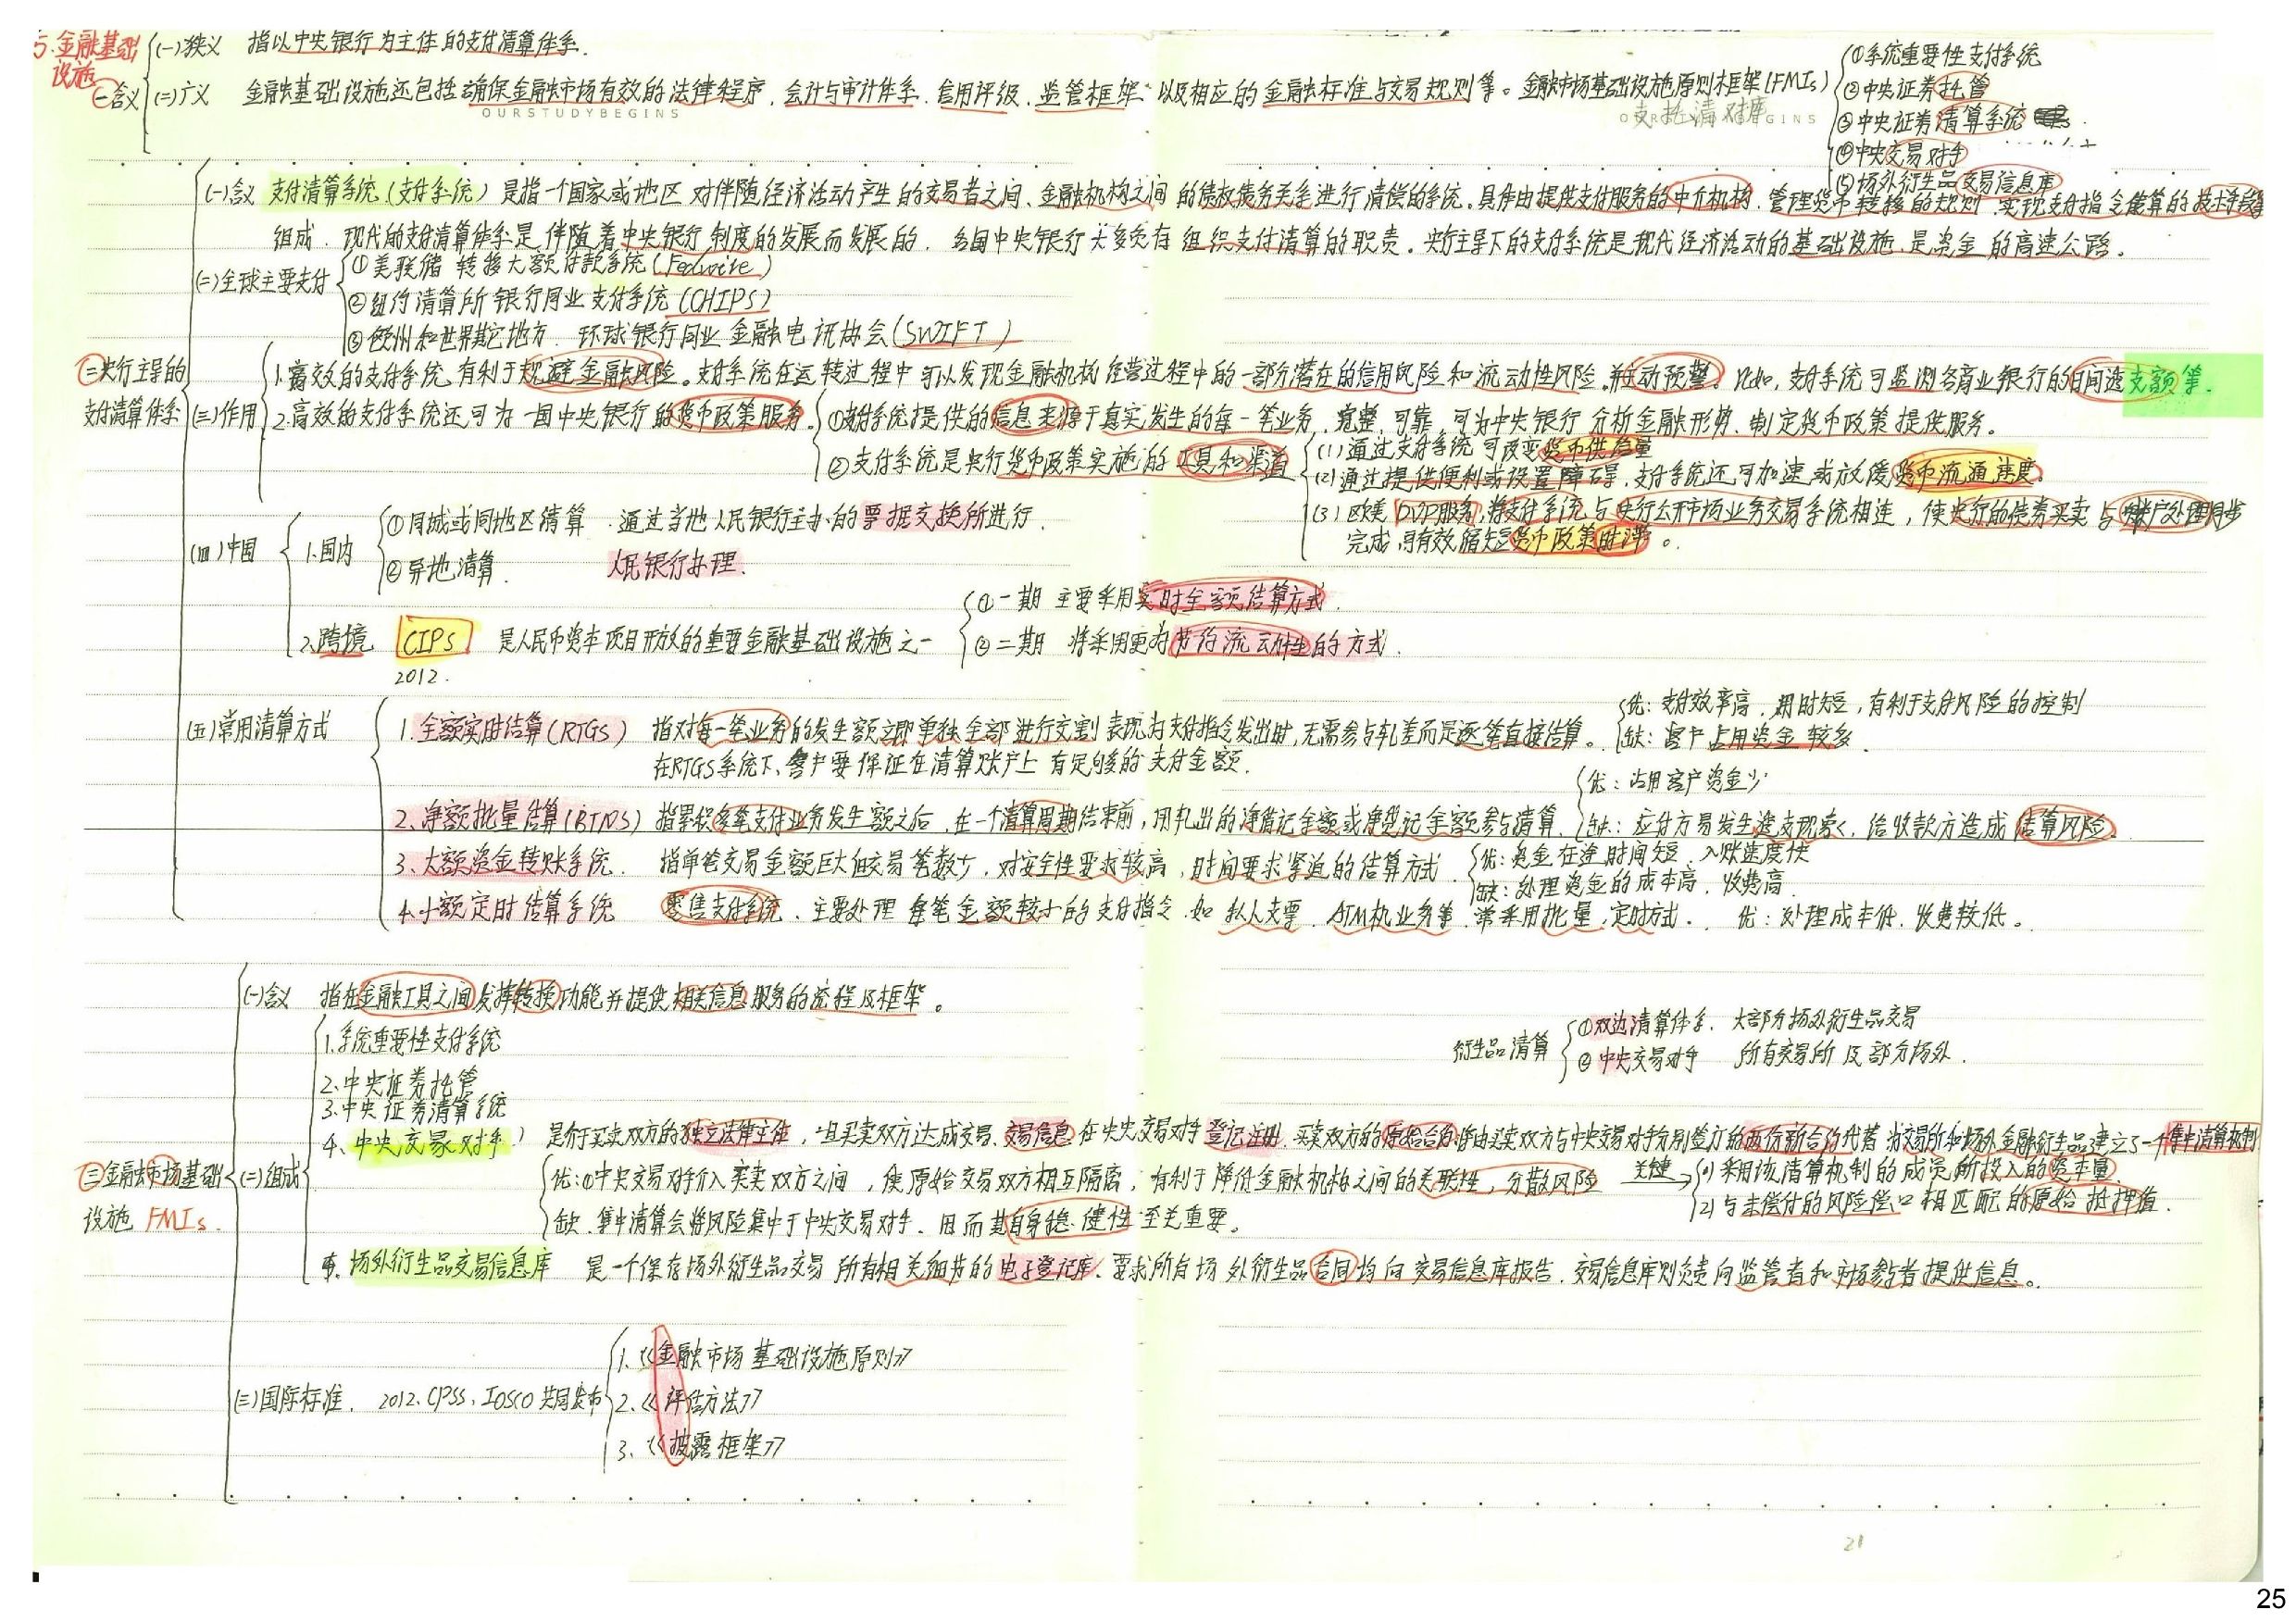 5.金融基础设施
一含义
(一)狭义 指以中央银行为主体的支付清算体系.
(二)广义 金融基础设施还包括确保金融市场有效的法律程序、会计与审计体系、信用评级、监管框架 以及相应的金融标准与交易规则等。金融市场基础设施原则框架(FMIs)
①系统重要性支付系统
②中央证券托管
③中央证券清算系统
④中央交易对手
⑤场外衍生品交易信息库
OURSTUDYBEGINS
支托清对库
二央行主导的支付清算体系
(一)含义 支付清算系统(支付系统)是指一个国家或地区对伴随经济活动产生的交易者之间、金融机构之间的债权债务关系进行清偿的系统。具体由提供支付服务的中介机构、管理货币转移的规则、实现支付指令清算的技术手段
组成. 现代的支付清算体系是伴随着中央银行制度的发展而发展的. 各国中央银行大多负有组织支付清算的职责。央行主导下的支付系统是现代经济活动的基础设施.是资金的高速公路。
(二)全球主要支付
①美联储 转移大额付款系统(Fedwire)
②纽约清算所银行同业支付系统(CHIPS)
③欧州和世界其它地方. 环球银行同业金融电讯协会(SWIFT)
(三)作用
1.高效的支付系统,有利于规避金融风险。支付系统在运转过程中可以发现金融机构经营过程中的一部分潜在的信用风险和流动性风险.并主动预警。比如,支付系统可监测各商业银行的日间透支额等.
2.高效的支付系统还可为一国中央银行的货币政策服务。
①支付系统提供的信息来源于真实发生的每一笔业务、完整、可靠,可为中央银行分析金融形势、制定货币政策提供服务。
②支付系统是央行货币政策实施的工具和渠道
(1)通过支付系统可改变货币供给量
(2)通过提供便利或设置障碍,支付系统还可加速或放缓货币流通速度。
(3)欧美DVP服务,将支付系统与央行公开市场业务交易系统相连,使央行的债券买卖与账户处理同步
完成,可有效缩短货币政策时滞。
(四)中国
1.国内
①同城或同地区清算.通过当地人民银行主办的票据交换所进行.
②异地清算. 人民银行办理.
2.跨境 CIPS 是人民币资本项目开放的重要金融基础设施之一
2012.
①一期 主要采用实时全额结算方式.
②二期 将采用更为节约流动性的方式.
(五)常用清算方式
1.全额实时结算(RTGS) 指对每一笔业务的发生额立即单独全部进行交割 表现为支付指令发出时,无需参与轧差而是逐笔直接结算。
在RTGS系统下、客户要保证在清算账户上有足够的支付金额.
优:支付效率高,用时短,有利于支付风险的控制
缺:客户占用资金较多.
2.净额批量结算(BTNS) 指累积多笔支付业务发生额之后,在一个清算周期结束前,用轧出的净借记金额或净贷记金额参与清算.
优:占用客户资金少
缺:应付方易发生透支现象,给收款方造成结算风险.
3.大额资金转账系统. 指单笔交易金额巨大但交易笔数少,对安全性要求较高,时间要求紧迫的结算方式.
优:资金在途时间短、入账速度快
缺:处理资金的成本高、收费高.
4.小额定时结算系统 零售支付系统、主要处理每笔金额较小的支付指令.如私人支票、ATM机业务等.常采用批量、定时方式. 优:处理成本低.收费较低。
三金融市场基础设施FMIs.
(一)含义 指在金融工具之间发挥转换功能并提供相关信息服务的流程及框架。
(二)组成
1.系统重要性支付系统
2.中央证券托管
3.中央证券清算系统
衍生品清算
①双边清算体系. 大部分场外衍生品交易
②中央交易对手 所有交易所及部分场外.
4.中央交易对手 是介于买卖双方的独立法律主体,一旦买卖双方达成交易、交易信息在中央交易对手登记注册.买卖双方的原始合约皆由买卖双方与中央交易对手分别签订的两份新合约代替 为交易所和场外金融衍生品建立了一个集中清算机制
优:①中央交易对手介入买卖双方之间,使原始交易双方相互隔离,有利于降低金融机构之间的关联性,分散风险
关键→(1)采用该清算机制的成员所投入的资本量
(2)与未偿付的风险偿口相匹配的原始抵押值.
缺.集中清算会将风险集中于中央交易对手.因而其自身稳健性至关重要。
5、场外衍生品交易信息库 是一个保存场外衍生品交易所有相关细节的电子登记库、要求所有场外衍生品合同均向交易信息库报告.交易信息库则负责向监管者和市场参与者提供信息。
(三)国际标准. 2012.CPSS、IOSCO共同发布
1.《金融市场基础设施原则》
2.《评估方法》
3、《披露框架》
21
25